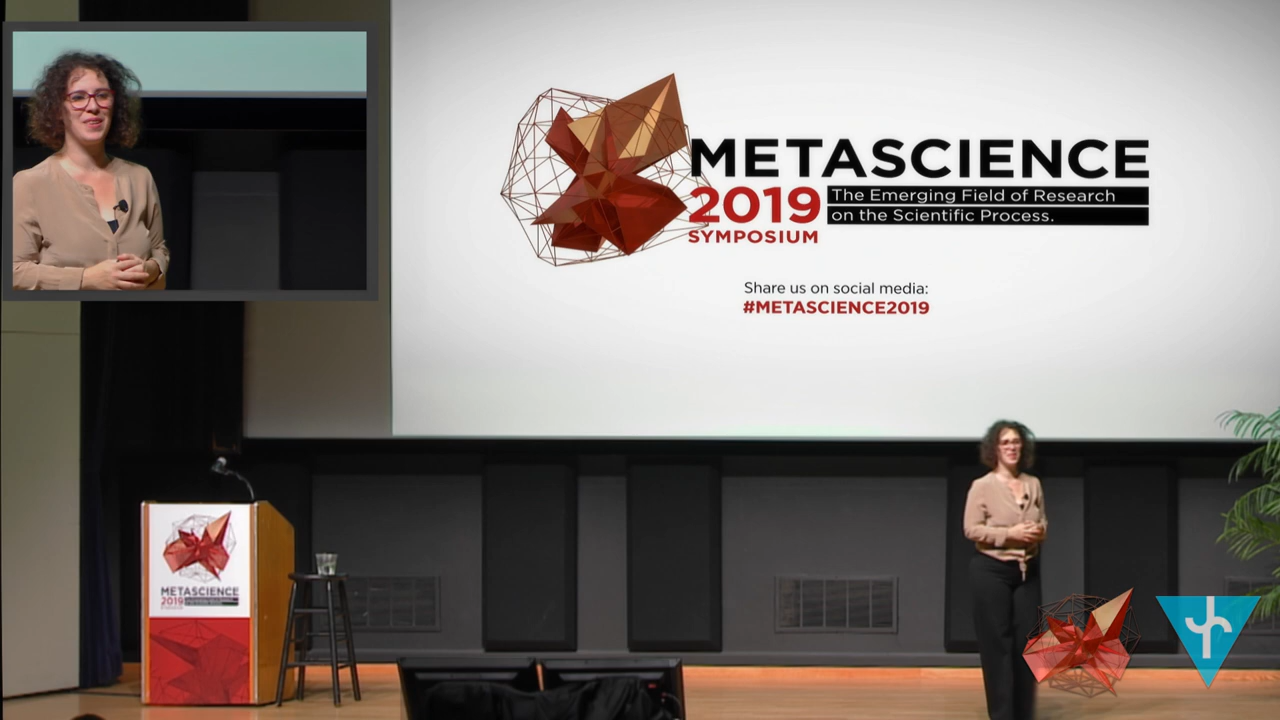 METASCIENCE
2019
The Emerging Field of Research
on the Scientific Process.
SYMPOSIUM
Share us on social media:
#METASCIENCE2019
METASCIENCE
2019